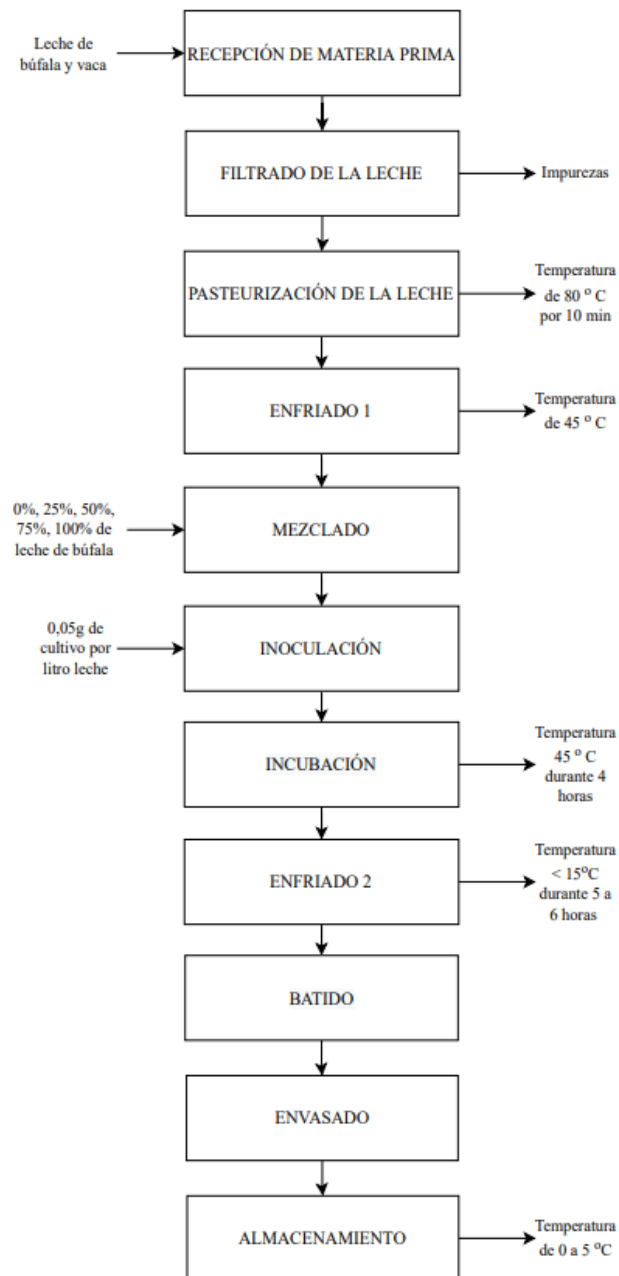 Leche de
búfala y vaca
RECEPCIÓN DE MATERIA PRIMA
FILTRADO DE LA LECHE
Impurezas
PASTEURIZACIÓN DE LA LECHE
Temperatura
de 80 ° C
por 10 min
ENFRIADO 1
Temperatura
de 45 ° C
0%, 25%, 50%,
75%, 100% de
leche de búfala
MEZCLADO
0,05g de
cultivo por
litro leche
INOCULACIÓN
INCUBACIÓN
Temperatura
45 ° C
durante 4
horas
ENFRIADO 2
Temperatura
< 15°C
durante 5 a
6 horas
BATIDO
ENVASADO
ALMACENAMIENTO
Temperatura
de 0 a 5 °C